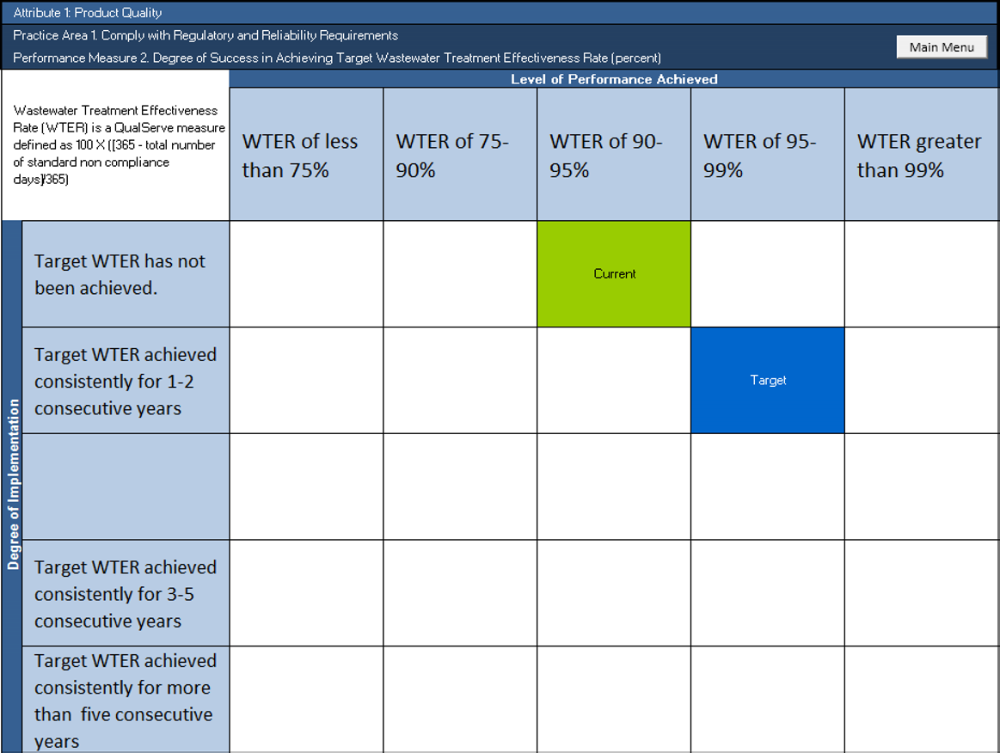 Attribute 1: Product Quality
Practice Area 1. Comply with Regulatory and Reliability Requirements
Performance Measure 2. Degree of Success in Achieving Target Wastewater Treatment Effectiveness Rate (percent)
Main Menu
Level of Performance Achieved
Wastewater Treatment Effectiveness
Rate (WTER) is a QualServe measure
defined as 100 X ([365 - total number
of standard non compliance
days]/365)
WTER of less
than 75%
WTER of 75-
90%
WTER of 90-
95%
WTER of 95-
99%
WTER greater
than 99%
Degree of Implementation
Target WTER has not
been achieved.
Current
Target WTER achieved
consistently for 1-2
consecutive years
Target
Target WTER achieved
consistently for 3-5
consecutive years
Target WTER achieved
consistently for more
than  five consecutive
years